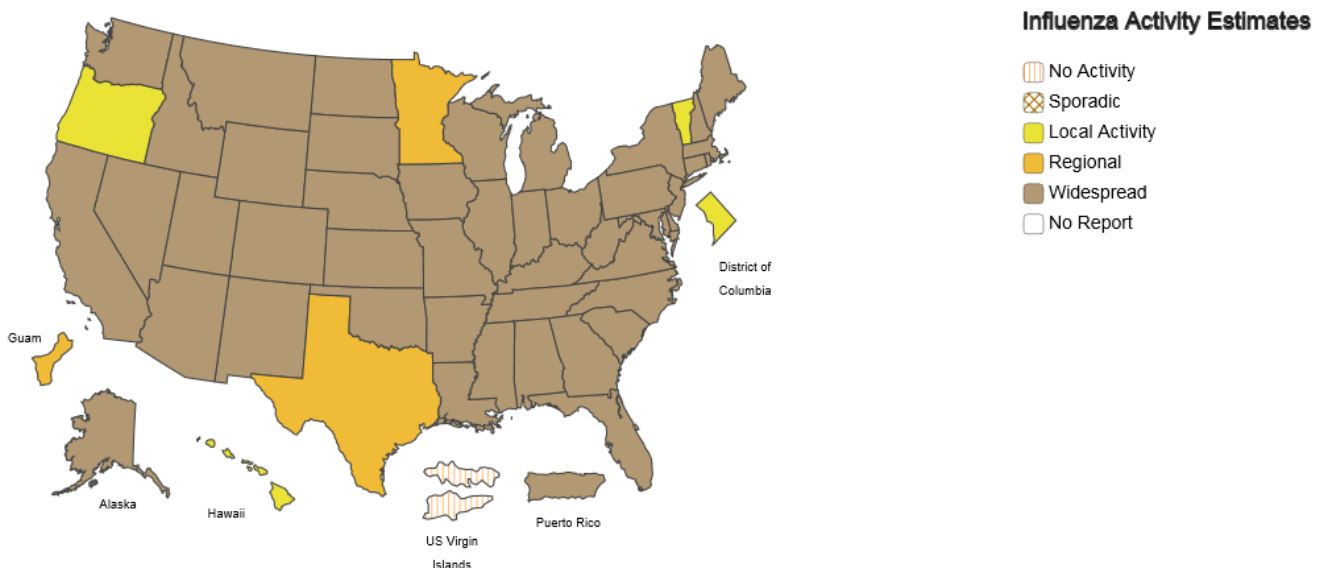 Influenza Activity Estimates
No Activity
Sporadic
Local Activity
Regional
Widespread
No Report
District of
Columbia
Guam
Alaska
Hawaii
US Virgin
Islands
Puerto Rico